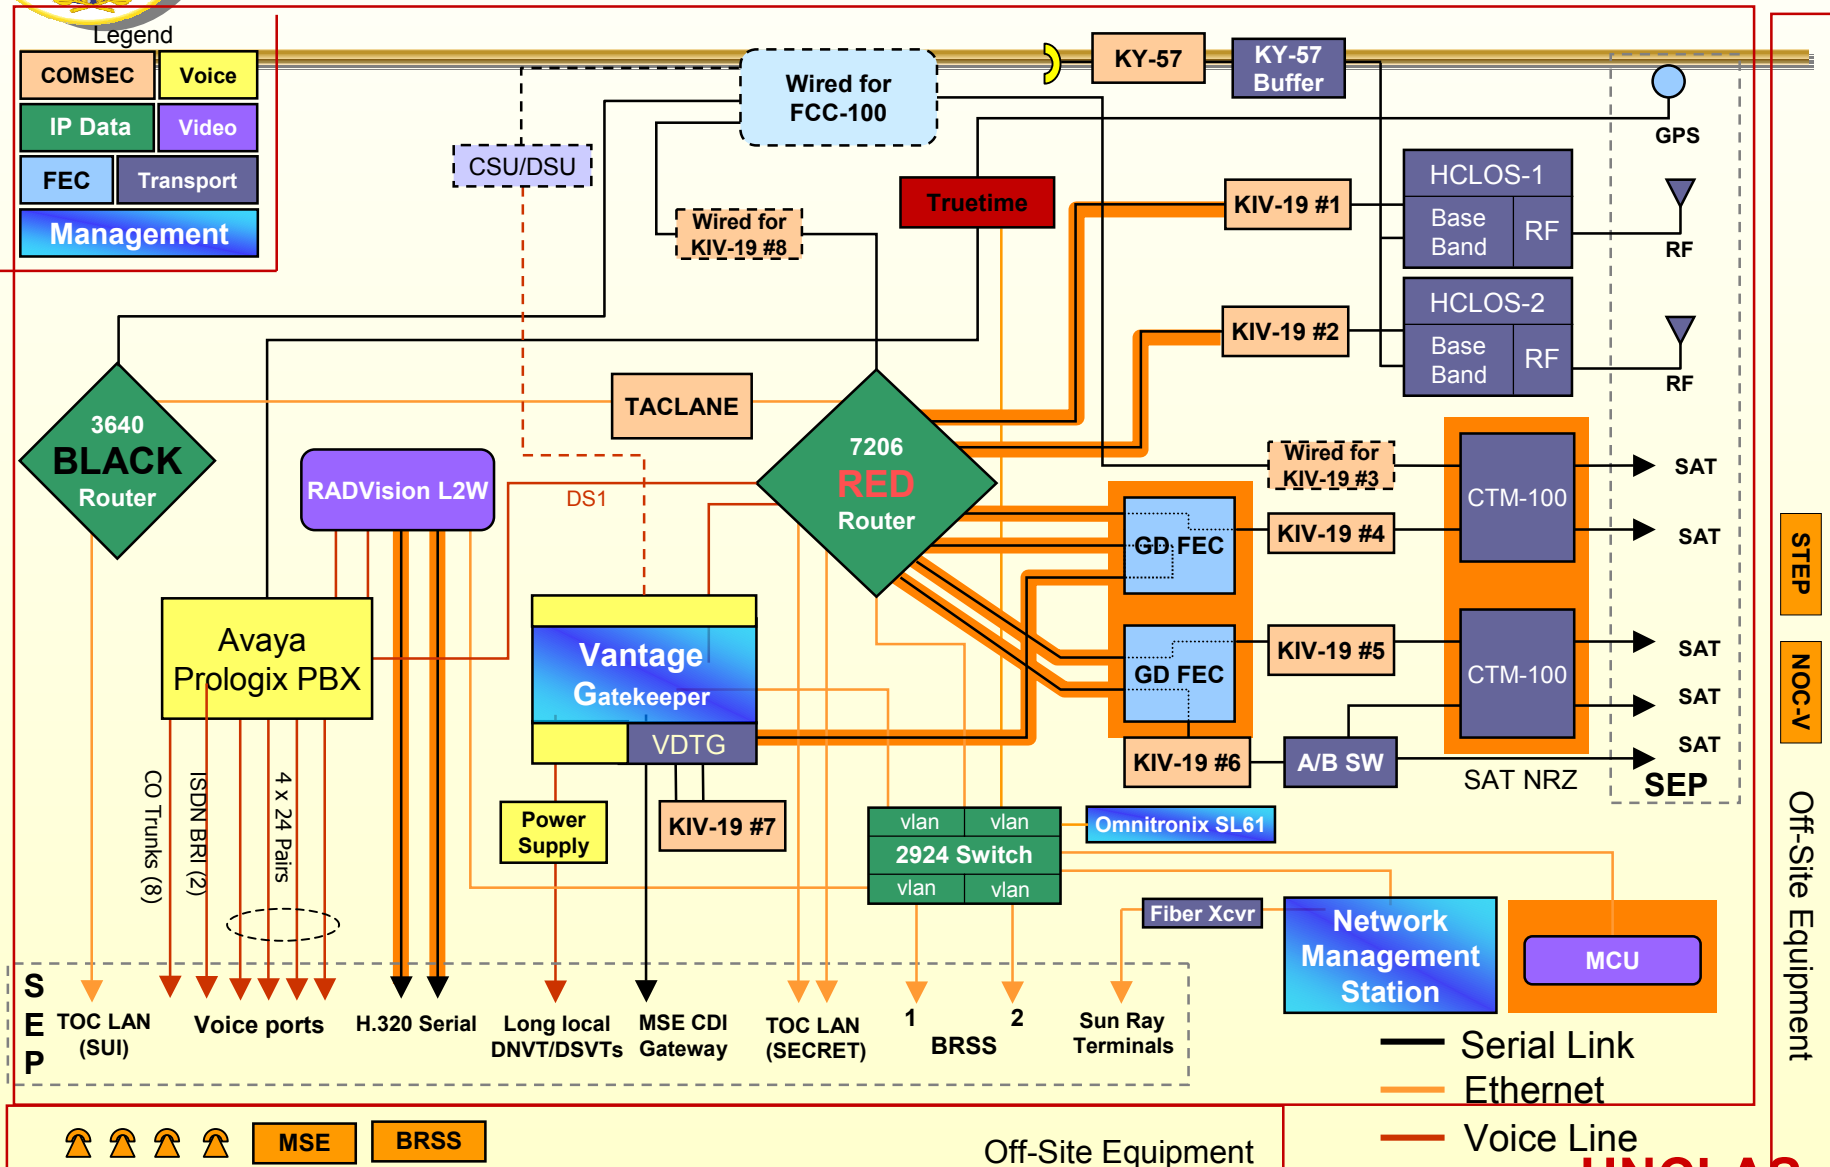 Legend
COMSEC
Voice
IP Data
Video
FEC
Transport
Management
Wired for
FCC-100
KY-57
KY-57
Buffer
GPS
CSU/DSU
Truetime
Wired for
KIV-19 #8
KIV-19 #1
HCLOS-1
Base
Band
RF
RF
KIV-19 #2
HCLOS-2
Base
Band
RF
RF
TACLANE
3640
BLACK
Router
7206
RED
Router
RADVision L2W
DS1
Wired for
KIV-19 #3
CTM-100
SAT
GD FEC
KIV-19 #4
SAT
Avaya
Prologix PBX
Vantage
Gatekeeper
VDTG
GD FEC
KIV-19 #5
CTM-100
SAT
SAT
SAT
KIV-19 #6
A/B SW
SAT NRZ
SEP
STEP
NOC-V
Off-Site Equipment
CO Trunks (8)
ISDN BRI (2)
4 x 24 Pairs
Power
Supply
KIV-19 #7
vlan
vlan
2924 Switch
vlan
vlan
Omnitronix SL61
Fiber Xcvr
Network
Management
Station
MCU
S
E
P
TOC LAN
(SUI)
Voice ports
H.320 Serial
Long local
DNVT/DSVTs
MSE CDI
Gateway
TOC LAN
(SECRET)
1
2
BRSS
Sun Ray
Terminals
Serial Link
Ethernet
Voice Line
MSE
BRSS
Off-Site Equipment